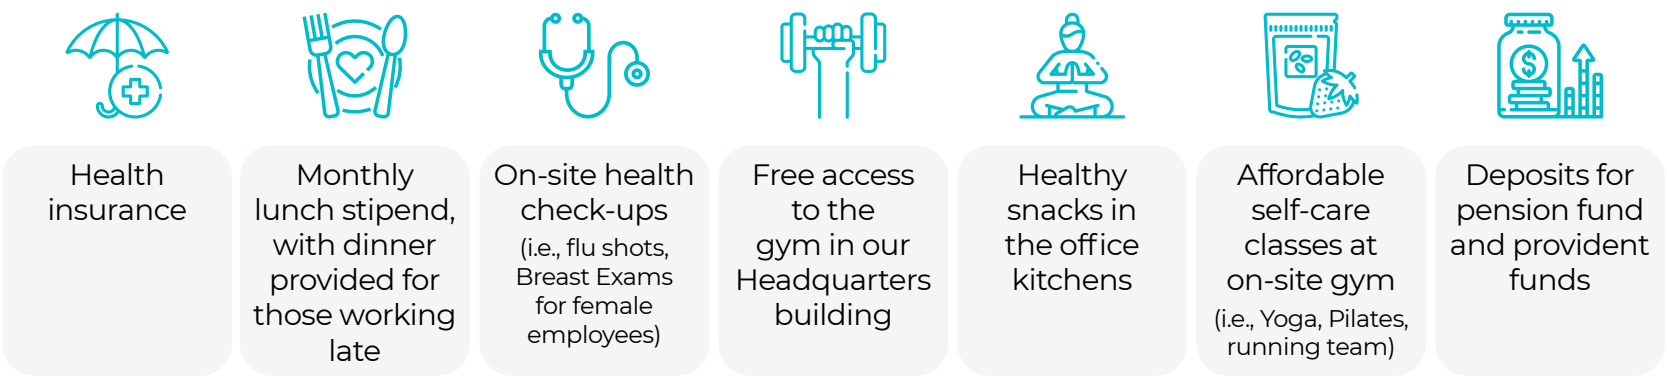 Health
insurance
Monthly
lunch stipend,
with dinner
provided for
those working
late
On-site health
check-ups
(i.e., flu shots,
Breast Exams
for female
employees)
Free access
to the
gym in our
Headquarters
building
Healthy
snacks in
the office
kitchens
Affordable
self-care
classes at
on-site gym
(i.e., Yoga, Pilates,
running team)
Deposits for
pension fund
and provident
funds